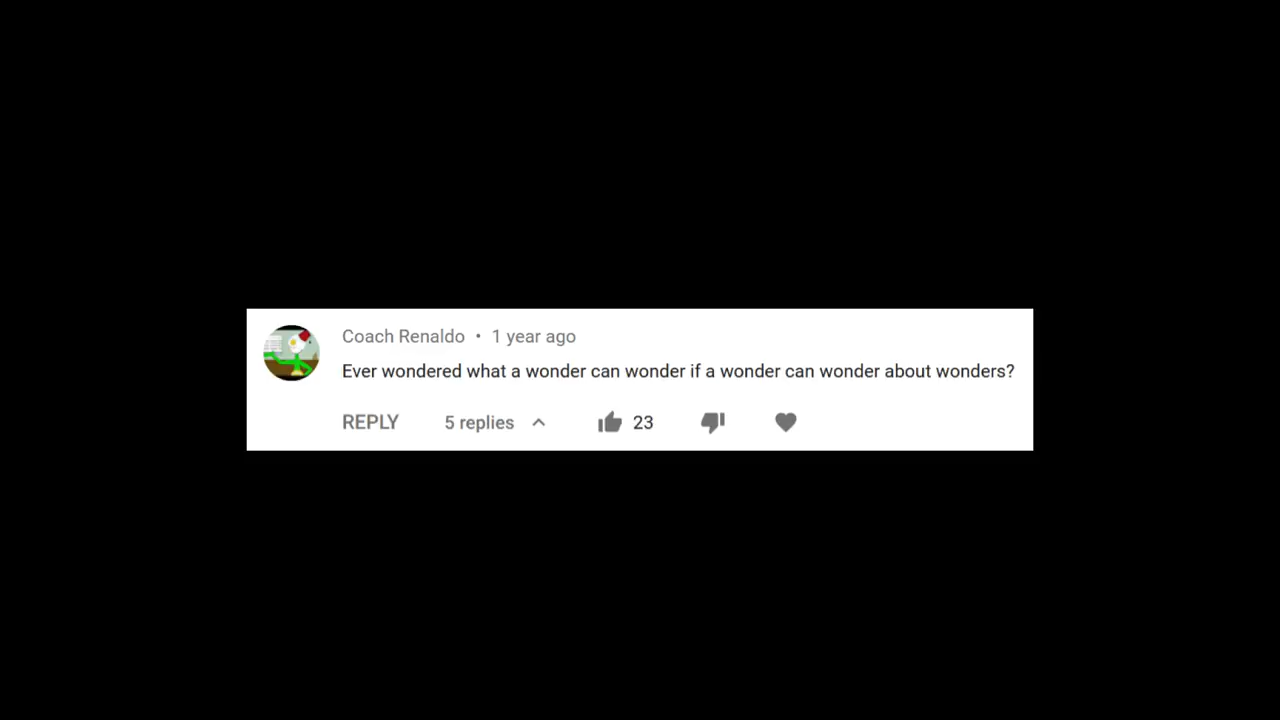 Coach Renaldo • 1 year ago
Ever wondered what a wonder can wonder if a wonder can wonder about wonders?
REPLY 5 replies 23